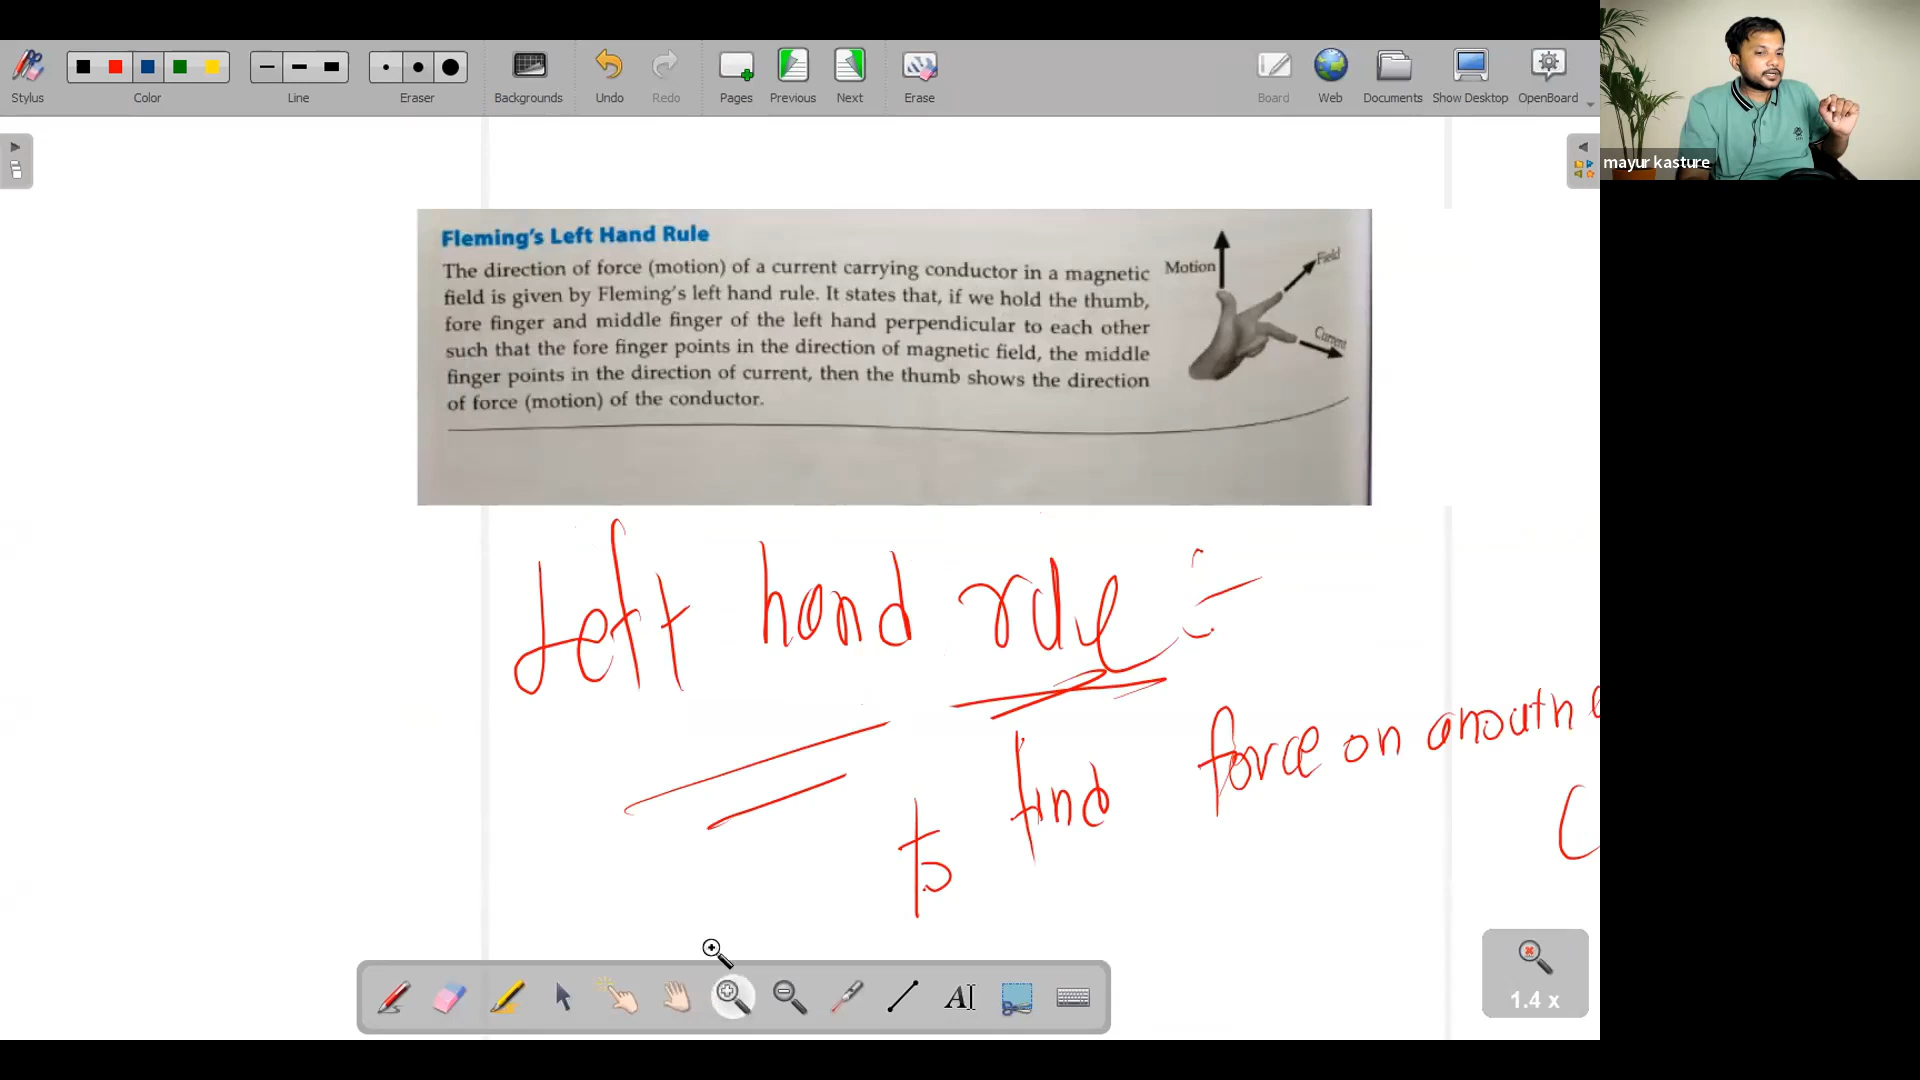 Stylus
Color
Line
Eraser
Backgrounds
Undo
Redo
Pages
Previous
Next
Erase
Board
Web
Documents
Show Desktop
OpenBoard
mayur kasture
Fleming's Left Hand Rule
The direction of force (motion) of a current carrying conductor in a magnetic
field is given by Fleming's left hand rule. It states that, if we hold the thumb,
fore finger and middle finger of the left hand perpendicular to each other
such that the fore finger points in the direction of magnetic field, the middle
finger points in the direction of current, then the thumb shows the direction
of force (motion) of the conductor.
Motion
Field
Current
Left hand rule :-
to find force on
1.4 x